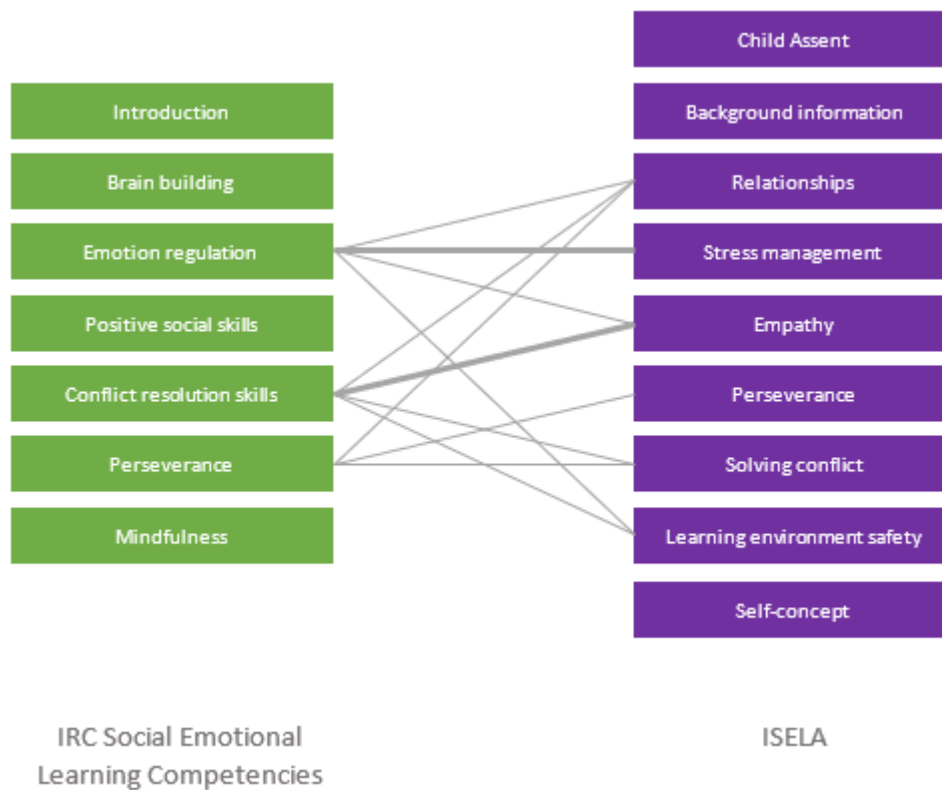 Child Assent
Introduction
Background information
Brain building
Relationships
Emotion regulation
Stress management
Positive social skills
Empathy
Conflict resolution skills
Perseverance
Perseverance
Solving conflict
Mindfulness
Learning environment safety
Self-concept
IRC Social Emotional
Learning Competencies
ISELA